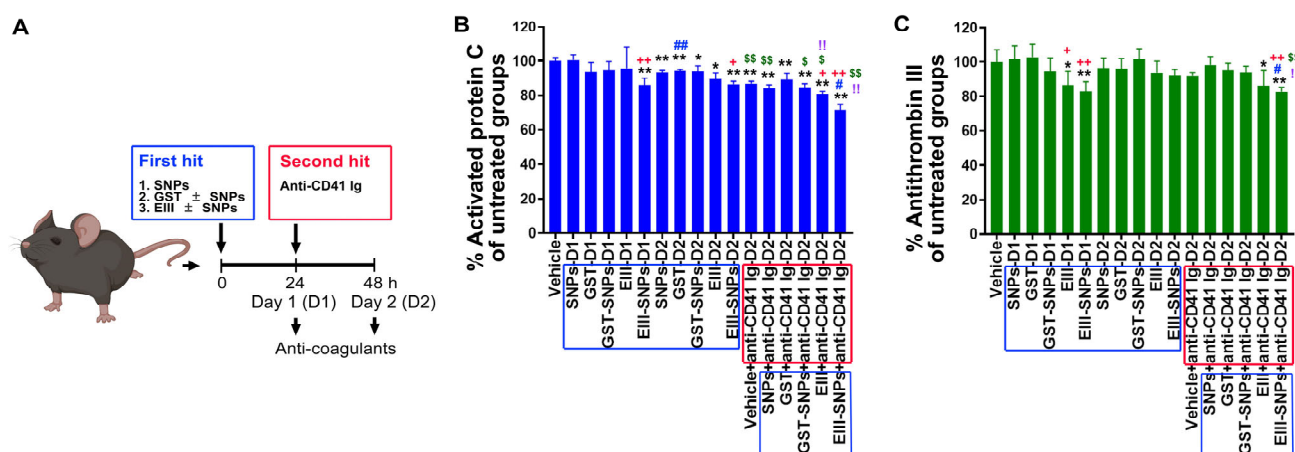 A
First hit
1. SNPs
2. GST ± SNPs
3. EIII ± SNPs
Second hit
Anti-CD41 Ig
0
24
48 h
Day 1 (D1)
Day 2 (D2)
Anti-coagulants
B
% Activated protein C
of untreated groups
120
100
80
60
40
20
0
++
**
**
##
**
*
*
+
**
$$
**
$$
**
**
$
**
!!
$
+
**
++
#
**
$$
!!
Vehicle
SNPs-D1
GST-D1
GST-SNPs-D1
EIII-D1
EIII-SNPs-D1
SNPs-D2
GST-D2
GST-SNPs-D2
EIII-D2
EIII-SNPs-D2
Vehicle+anti-CD41 Ig-D2
SNPs+anti-CD41 Ig-D2
GST+anti-CD41 Ig-D2
GST-SNPs+anti-CD41 Ig-D2
EIII+anti-CD41 Ig-D2
EIII-SNPs+anti-CD41 Ig-D2
C
% Antithrombin III
of untreated groups
120
100
80
60
40
20
0
+
*
++
**
*
++
#
**
Vehicle
SNPs-D1
GST-D1
GST-SNPs-D1
EIII-D1
EIII-SNPs-D1
SNPs-D2
GST-D2
GST-SNPs-D2
EIII-D2
EIII-SNPs-D2
Vehicle+anti-CD41 Ig-D2
SNPs+anti-CD41 Ig-D2
GST+anti-CD41 Ig-D2
GST-SNPs+anti-CD41 Ig-D2
EIII+anti-CD41 Ig-D2
EIII-SNPs+anti-CD41 Ig-D2